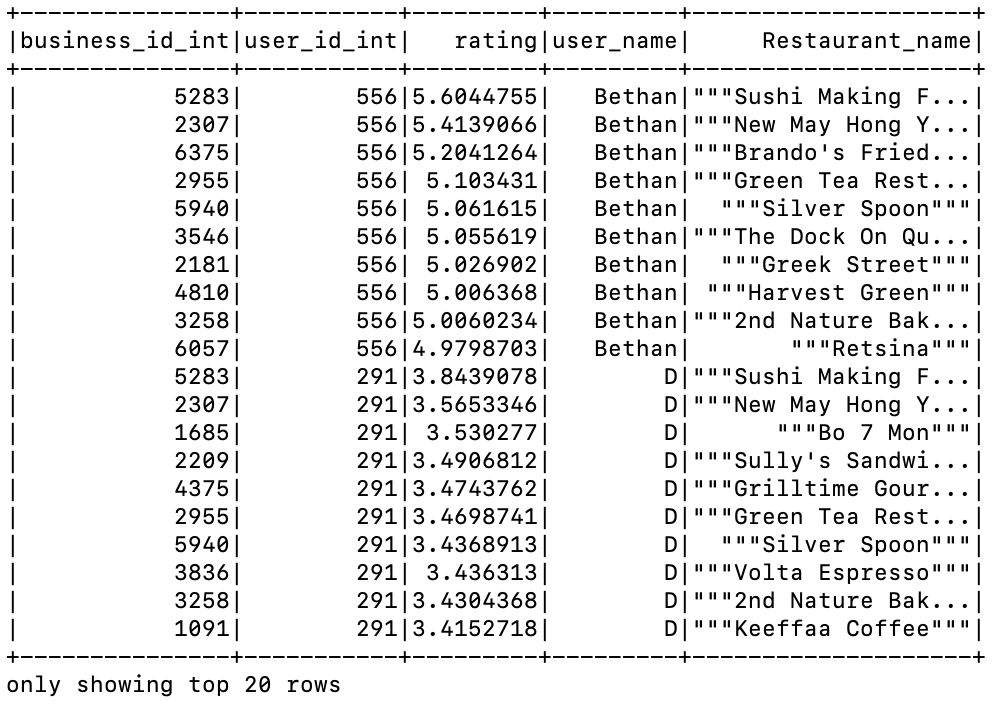 +---------------+-----------+---------+---------+--------------------+
|business_id_int|user_id_int|   rating|user_name|     Restaurant_name|
+---------------+-----------+---------+---------+--------------------+
|           5283|        556|5.6044755|   Bethan|"""Sushi Making F...|
|           2307|        556|5.4139066|   Bethan|"""New May Hong Y...|
|           6375|        556|5.2041264|   Bethan|"""Brando's Fried...|
|           2955|        556| 5.103431|   Bethan|"""Green Tea Rest...|
|           5940|        556| 5.061615|   Bethan|  """Silver Spoon"""|
|           3546|        556| 5.055619|   Bethan|"""The Dock On Qu...|
|           2181|        556| 5.026902|   Bethan|  """Greek Street"""|
|           4810|        556| 5.006368|   Bethan| """Harvest Green"""|
|           3258|        556|5.0060234|   Bethan|"""2nd Nature Bak...|
|           6057|        556|4.9798703|   Bethan|       """Retsina"""|
|           5283|        291|3.8439078|        D|"""Sushi Making F...|
|           2307|        291|3.5653346|        D|"""New May Hong Y...|
|           1685|        291| 3.530277|        D|      """Bo 7 Mon"""|
|           2209|        291|3.4906812|        D|"""Sully's Sandwi...|
|           4375|        291|3.4743762|        D|"""Grilltime Gour...|
|           2955|        291|3.4698741|        D|"""Green Tea Rest...|
|           5940|        291|3.4368913|        D|  """Silver Spoon"""|
|           3836|        291| 3.436313|        D|"""Volta Espresso"""|
|           3258|        291|3.4304368|        D|"""2nd Nature Bak...|
|           1091|        291|3.4152718|        D|"""Keeffaa Coffee"""|
+---------------+-----------+---------+---------+--------------------+
only showing top 20 rows